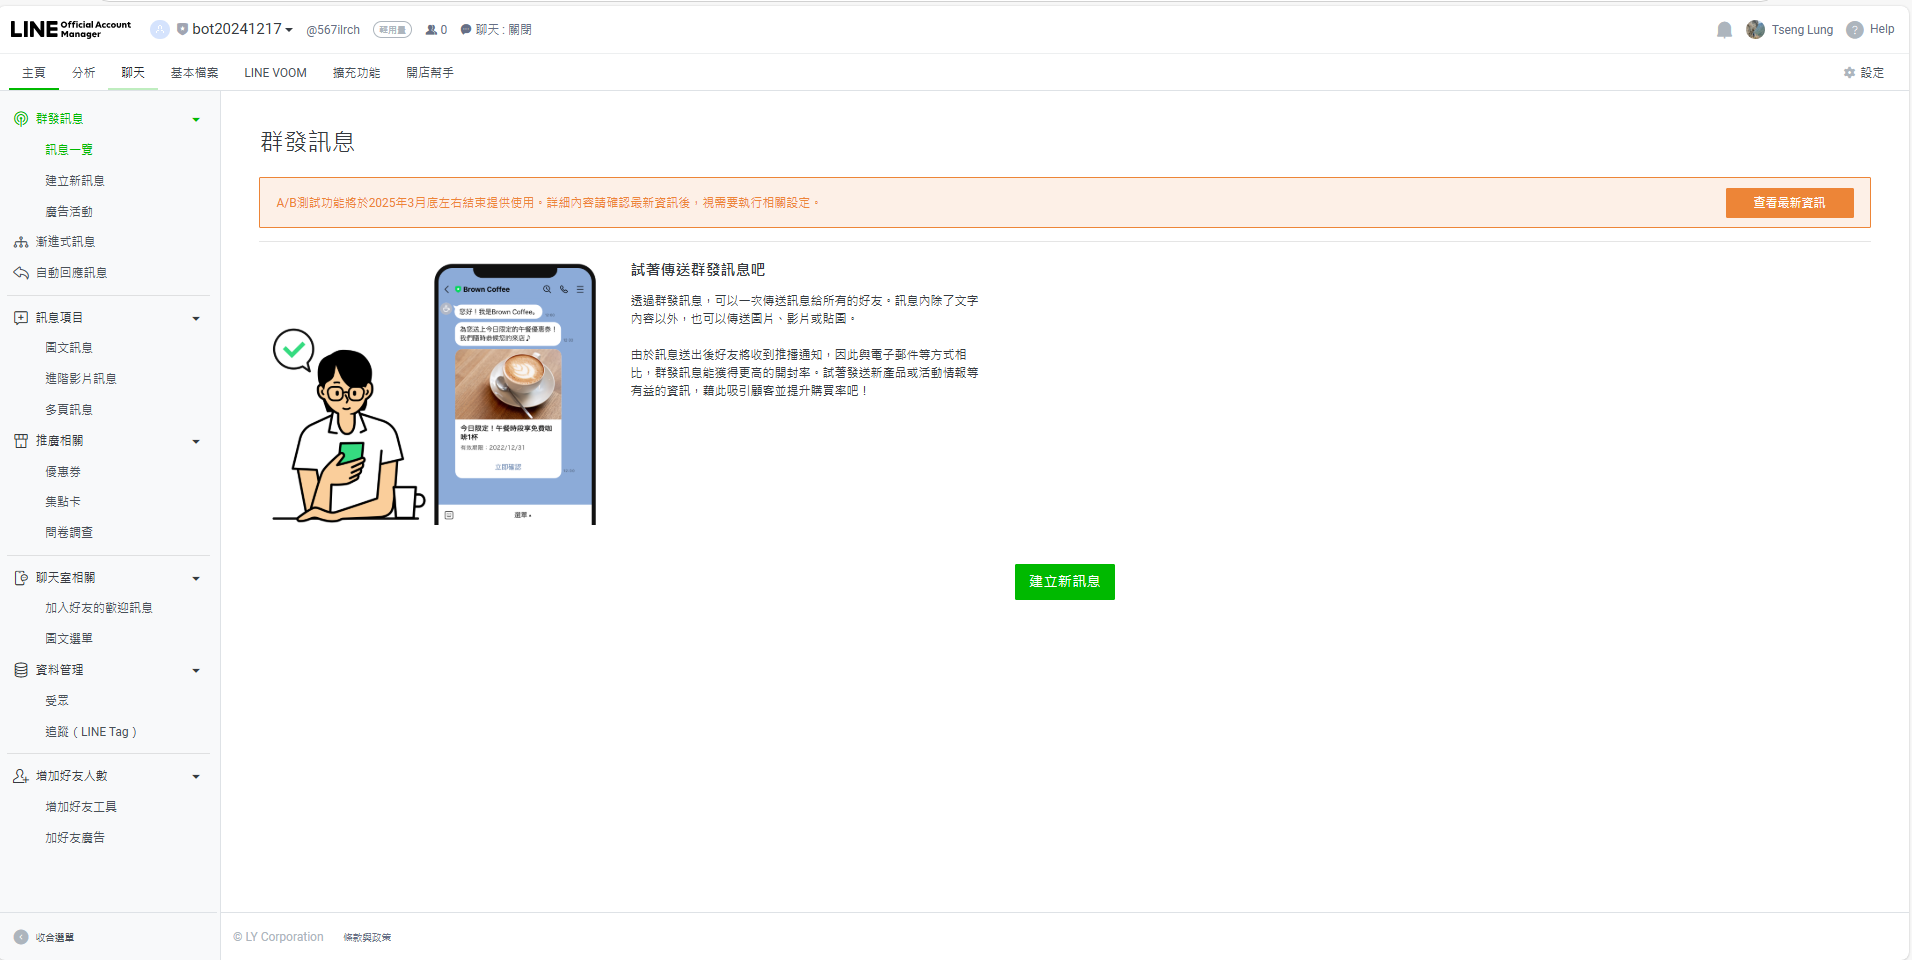 LINE Official Account Manager
bot20241217
@567ilrch
輕用量
0
聊天 : 關閉
Tseng Lung
? Help
主頁
分析
聊天
基本檔案
LINE VOOM
擴充功能
開店幫手
設定
群發訊息
訊息一覽
建立新訊息
廣告活動
漸進式訊息
自動回應訊息
訊息項目
圖文訊息
進階影片訊息
多頁訊息
推廣相關
優惠券
集點卡
問卷調查
聊天室相關
加入好友的歡迎訊息
圖文選單
資料管理
受眾
追蹤（LINE Tag）
增加好友人數
增加好友工具
加好友廣告
收合選單
群發訊息
A/B測試功能將於2025年3月底左右結束提供使用。詳細內容請確認最新資訊後，視需要執行相關設定。
查看最新資訊
Brown Coffee
您好！我是Brown Coffee。
為您送上今日限定的午餐優惠券！
我們隨時恭候您的來店♪
今日限定！午餐時段享免費咖
啡1杯
有效期限：2022/12/31
立即確認
選單
試著傳送群發訊息吧
透過群發訊息，可以一次傳送訊息給所有的好友。訊息內除了文字
內容以外，也可以傳送圖片、影片或貼圖。
由於訊息送出後好友將收到推播通知，因此與電子郵件等方式相
比，群發訊息能獲得更高的開封率。試著發送新產品或活動情報等
有益的資訊，藉此吸引顧客並提升購買率吧！
建立新訊息
© LY Corporation
條款與政策